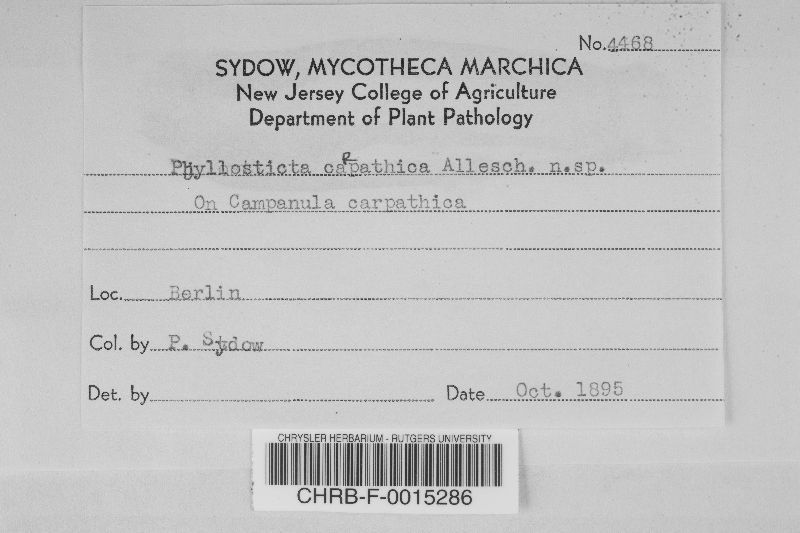 No. 4468
SYDOW, MYCOTHECA MARCHICA
New Jersey College of Agriculture
Department of Plant Pathology
Phyllosticta carpathica Allesch. n.sp.
On Campanula carpathica
Loc. Berlin
Col. by P. Sydow
Det. by
Date Oct. 1895
CHRYSLER HERBARIUM - RUTGERS UNIVERSITY
CHRB-F-0015286